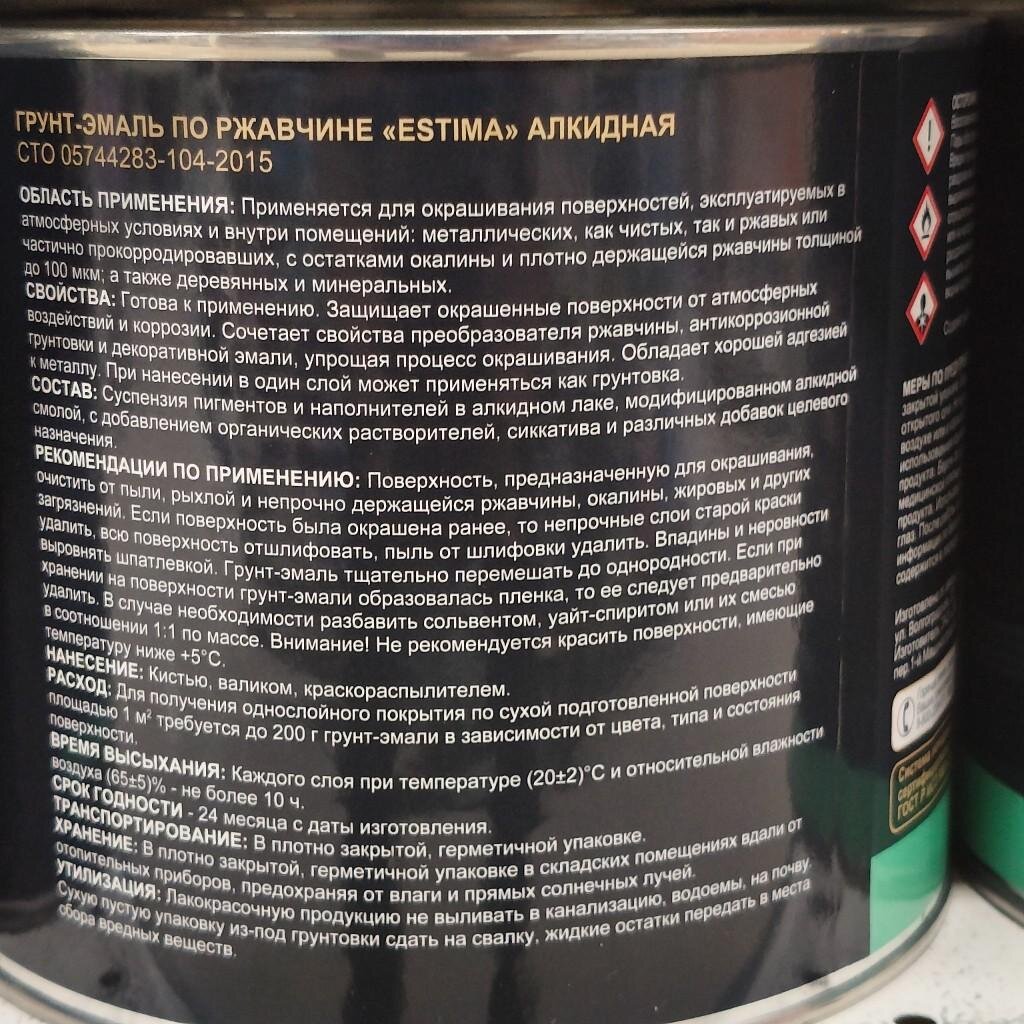 ГРУНТ-ЭМАЛЬ ПО РЖАВЧИНЕ «ESTIMA» АЛКИДНАЯ
СТО 05744283-104-2015
ОБЛАСТЬ ПРИМЕНЕНИЯ: Применяется для окрашивания поверхностей, эксплуатируемых в
атмосферных условиях и внутри помещений: металлических, как чистых, так и ржавых или
частично прокорродировавших, с остатками окалины и плотно держащейся ржавчины толщиной
до 100 мкм; а также деревянных и минеральных.
СВОЙСТВА: Готова к применению. Защищает окрашенные поверхности от атмосферных
воздействий и коррозии. Сочетает свойства преобразователя ржавчины, антикоррозионной
грунтовки и декоративной эмали, упрощая процесс окрашивания. Обладает хорошей адгезией
к металлу. При нанесении в один слой может применяться как грунтовка.
СОСТАВ: Суспензия пигментов и наполнителей в алкидном лаке, модифицированном алкидной
смолой, с добавлением органических растворителей, сиккатива и различных добавок целевого
назначения.
РЕКОМЕНДАЦИИ ПО ПРИМЕНЕНИЮ: Поверхность, предназначенную для окрашивания,
очистить от пыли, рыхлой и непрочно держащейся ржавчины, окалины, жировых и других
загрязнений. Если поверхность была окрашена ранее, то непрочные слои старой краски
удалить, всю поверхность отшлифовать, пыль от шлифовки удалить. Впадины и неровности
выровнять шпатлевкой. Грунт-эмаль тщательно перемешать до однородности. Если при
хранении на поверхности грунт-эмали образовалась пленка, то ее следует предварительно
удалить. В случае необходимости разбавить сольвентом, уайт-спиритом или их смесью
в соотношении 1:1 по массе. Внимание! Не рекомендуется красить поверхности, имеющие
температуру ниже +5°С.
НАНЕСЕНИЕ: Кистью, валиком, краскораспылителем.
РАСХОД: Для получения однослойного покрытия по сухой подготовленной поверхности
площадью 1 м² требуется до 200 г грунт-эмали в зависимости от цвета, типа и состояния
поверхности.
ВРЕМЯ ВЫСЫХАНИЯ: Каждого слоя при температуре (20±2)°С и относительной влажности
воздуха (65±5)% - не более 10 ч.
СРОК ГОДНОСТИ - 24 месяца с даты изготовления.
ТРАНСПОРТИРОВАНИЕ: В плотно закрытой, герметичной упаковке.
ХРАНЕНИЕ: В плотно закрытой, герметичной упаковке в складских помещениях вдали от
отопительных приборов, предохраняя от влаги и прямых солнечных лучей.
УТИЛИЗАЦИЯ: Лакокрасочную продукцию не выливать в канализацию, водоемы, на почву.
Сухую пустую упаковку из-под грунтовки сдать на свалку, жидкие остатки передать в места
сбора вредных веществ.
МЕРЫ ПО
закрытой
открытого
воздухе или
продукта.
медицинской
продукта.
глаз. После
содержится
ул.
Система
ГОСТ Р